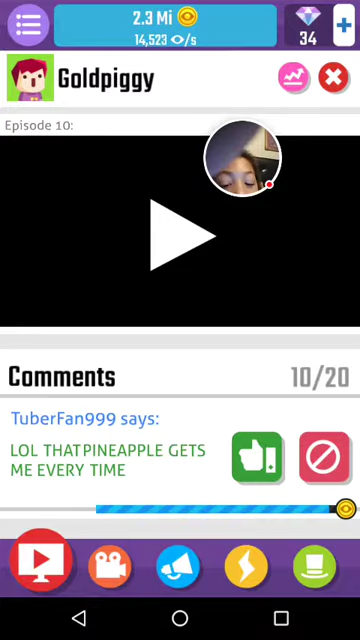 2.3 Mi
14,523 /s
34
Goldpiggy
Episode 10:
Comments 10/20
TuberFan999 says:
LOL THATPINEAPPLE GETS
ME EVERY TIME